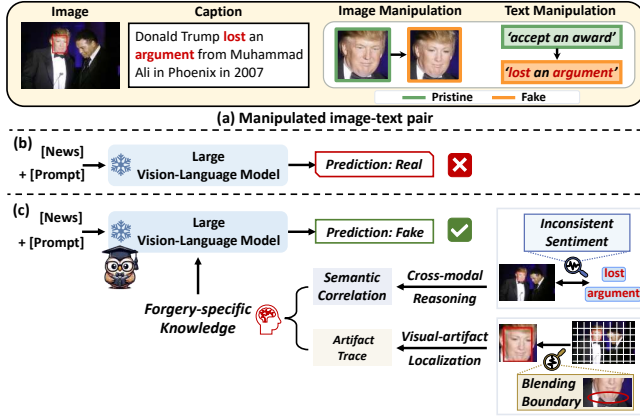 Image
Caption
Image Manipulation
Text Manipulation
Donald Trump lost an
argument from Muhammad
Ali in Phoenix in 2007
'accept an award'
'lost an argument'
Pristine
Fake
(a) Manipulated image-text pair
(b)
[News]
+ [Prompt]
Large
Vision-Language Model
Prediction: Real
(c)
[News]
+ [Prompt]
Large
Vision-Language Model
Prediction: Fake
Inconsistent
Sentiment
lost
argument
Semantic
Correlation
Cross-modal
Reasoning
Forgery-specific
Knowledge
Artifact
Trace
Visual-artifact
Localization
Blending
Boundary